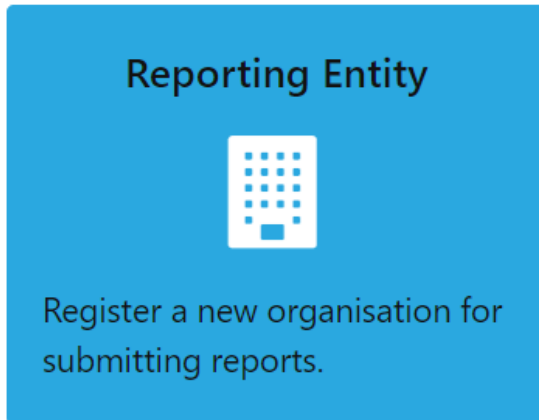 Reporting Entity
Register a new organisation for
submitting reports.